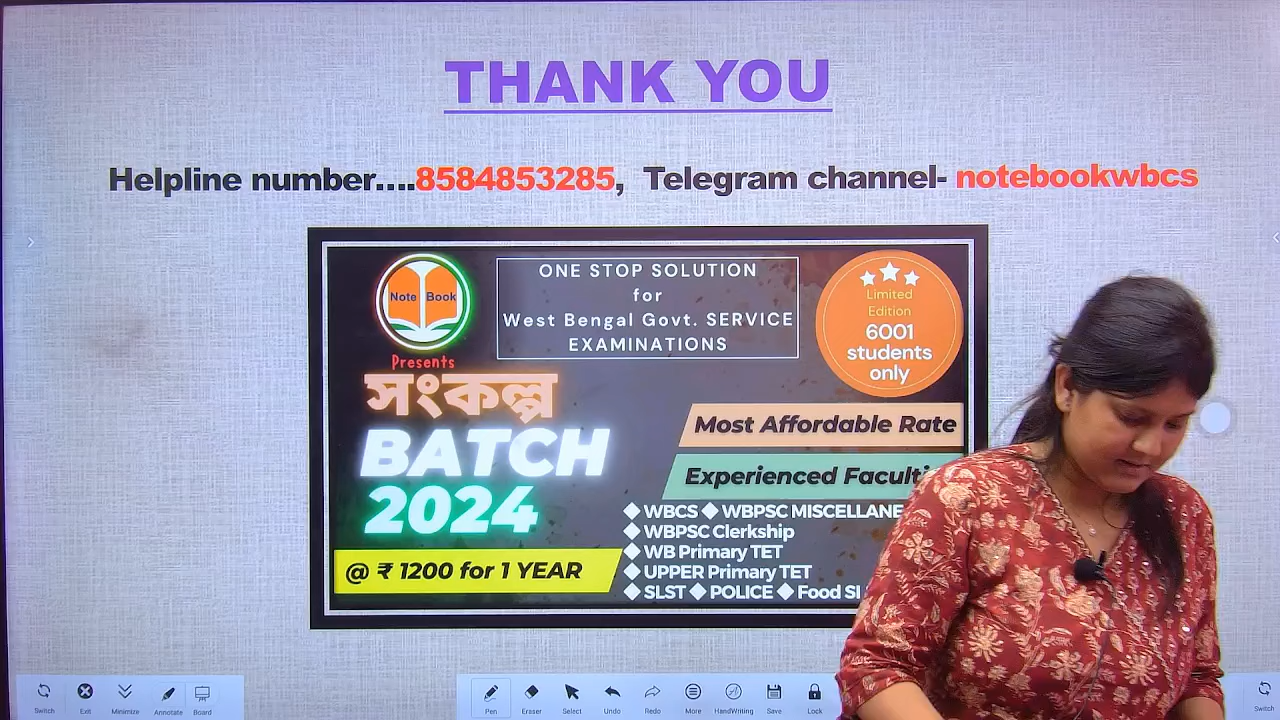 THANK YOU
Helpline number....8584853285, Telegram channel- notebookwbcs
Note Book
Presents
সংকল্প
BATCH
2024
@ ₹ 1200 for 1 YEAR
ONE STOP SOLUTION
for
West Bengal Govt. SERVICE
EXAMINATIONS
Limited
Edition
6001
students
only
Most Affordable Rate
Experienced Faculti
◆ WBCS ◆ WBPSC MISCELLANE
◆ WBPSC Clerkship
◆ WB Primary TET
◆ UPPER Primary TET
◆ SLST ◆ POLICE ◆ Food SI
Switch Exit Minimize Annotate Board Pen Eraser Select Undo Redo More HandWriting Save Lock Switch